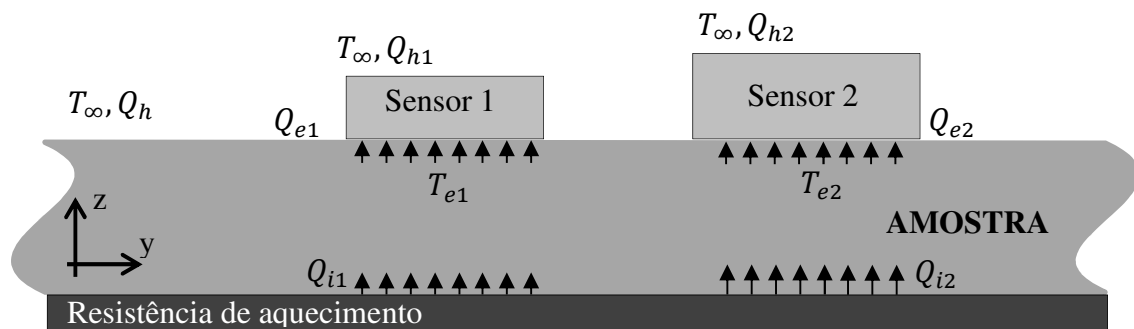 T∞, Qh2
T∞, Qh1
Sensor 1
Sensor 2
T∞, Qh
Qe1
Qe2
Te1
Te2
z
AMOSTRA
y
Qi1
Qi2
Resistência de aquecimento